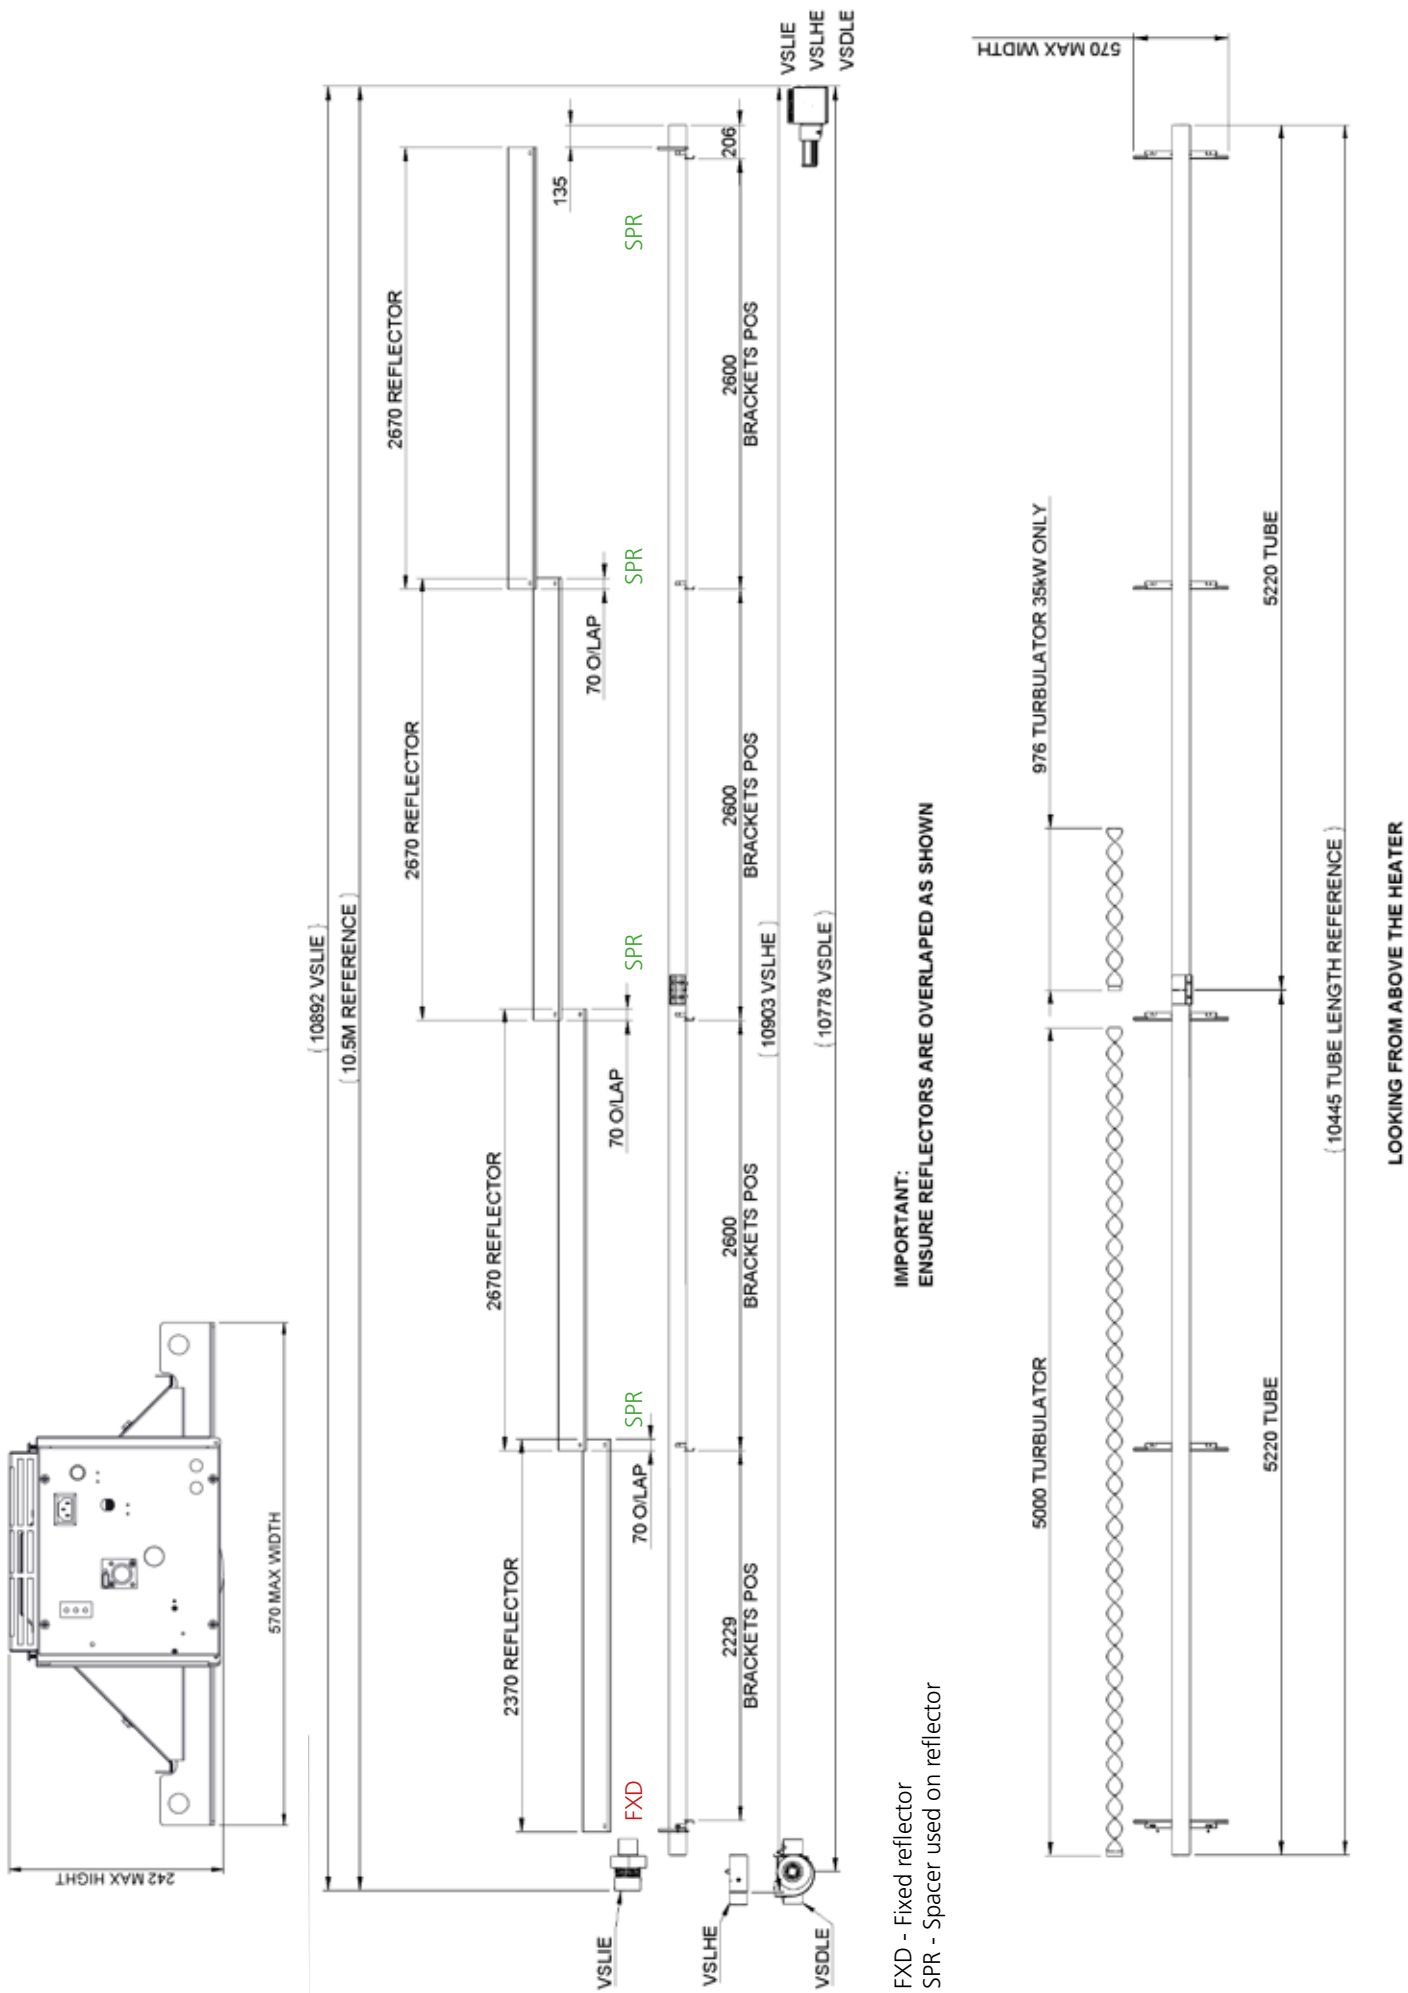 242 MAX HIGHT
570 MAX WIDTH
( 10892 VSLIE )
( 10.5M REFERENCE )
2370 REFLECTOR
2670 REFLECTOR
2670 REFLECTOR
2670 REFLECTOR
70 O/LAP
70 O/LAP
70 O/LAP
135
VSLIE
FXD
SPR
SPR
SPR
SPR
VSLHE
2229
BRACKETS POS
2600
BRACKETS POS
2600
BRACKETS POS
2600
BRACKETS POS
206
( 10903 VSLHE )
( 10778 VSDLE )
VSDLE
VSLIE
VSLHE
VSDLE
FXD - Fixed reflector
SPR - Spacer used on reflector
IMPORTANT:
ENSURE REFLECTORS ARE OVERLAPED AS SHOWN
570 MAX WIDTH
5000 TURBULATOR
976 TURBULATOR 35kW ONLY
5220 TUBE
5220 TUBE
( 10445 TUBE LENGTH REFERENCE )
LOOKING FROM ABOVE THE HEATER